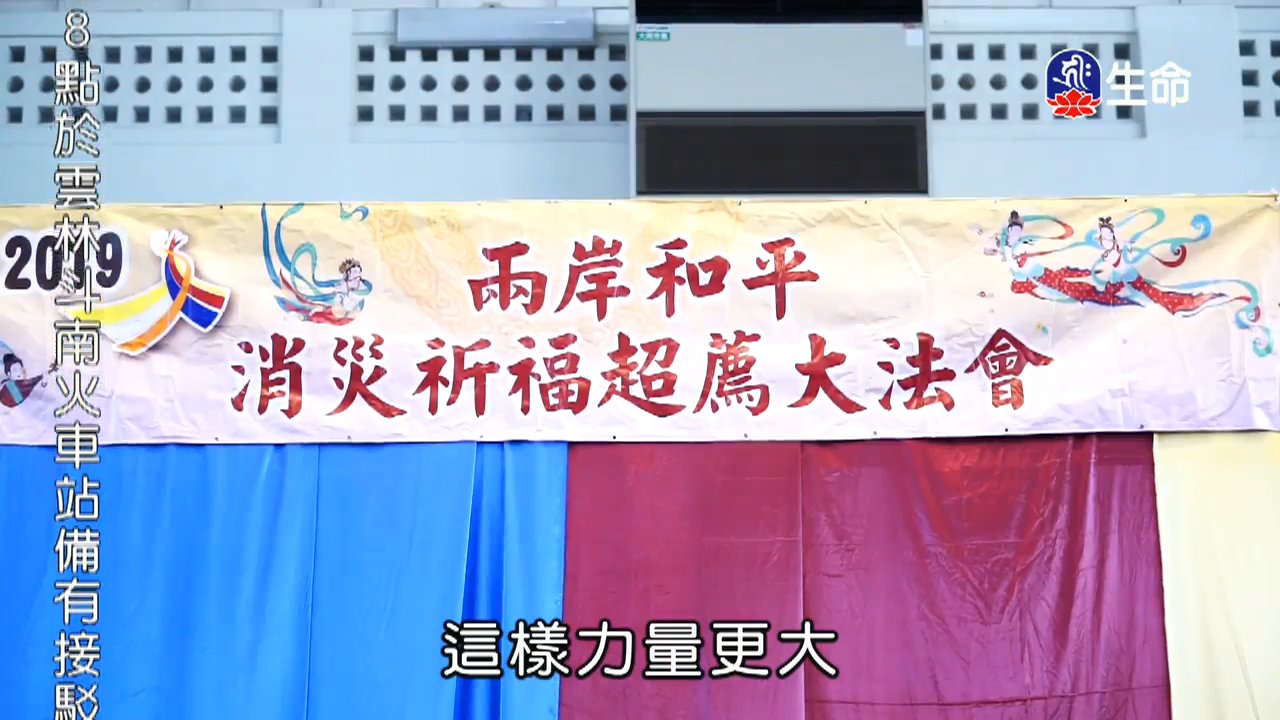 生命
2019
兩岸和平
消災祈福超薦大法會
8點於雲林斗南火車站備有接駁
這樣力量更大